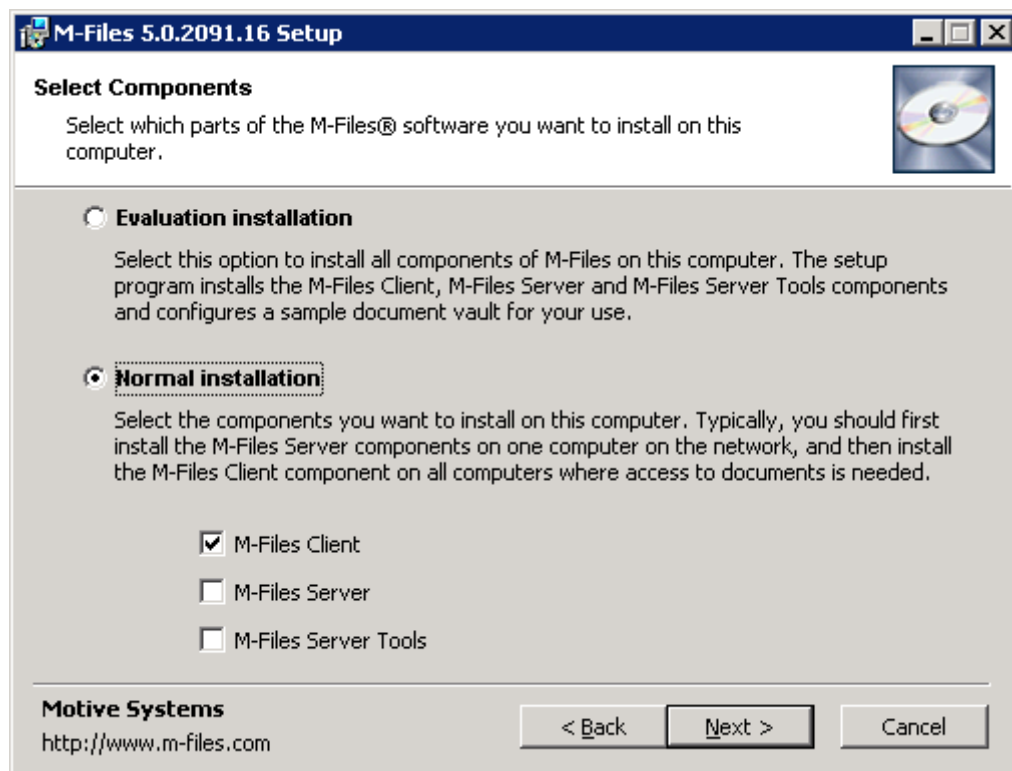 M-Files 5.0.2091.16 Setup
Select Components
Select which parts of the M-Files® software you want to install on this
computer.
Evaluation installation
Select this option to install all components of M-Files on this computer. The setup
program installs the M-Files Client, M-Files Server and M-Files Server Tools components
and configures a sample document vault for your use.
Normal installation
Select the components you want to install on this computer. Typically, you should first
install the M-Files Server components on one computer on the network, and then install
the M-Files Client component on all computers where access to documents is needed.
M-Files Client
M-Files Server
M-Files Server Tools
Motive Systems
http://www.m-files.com
< Back
Next >
Cancel